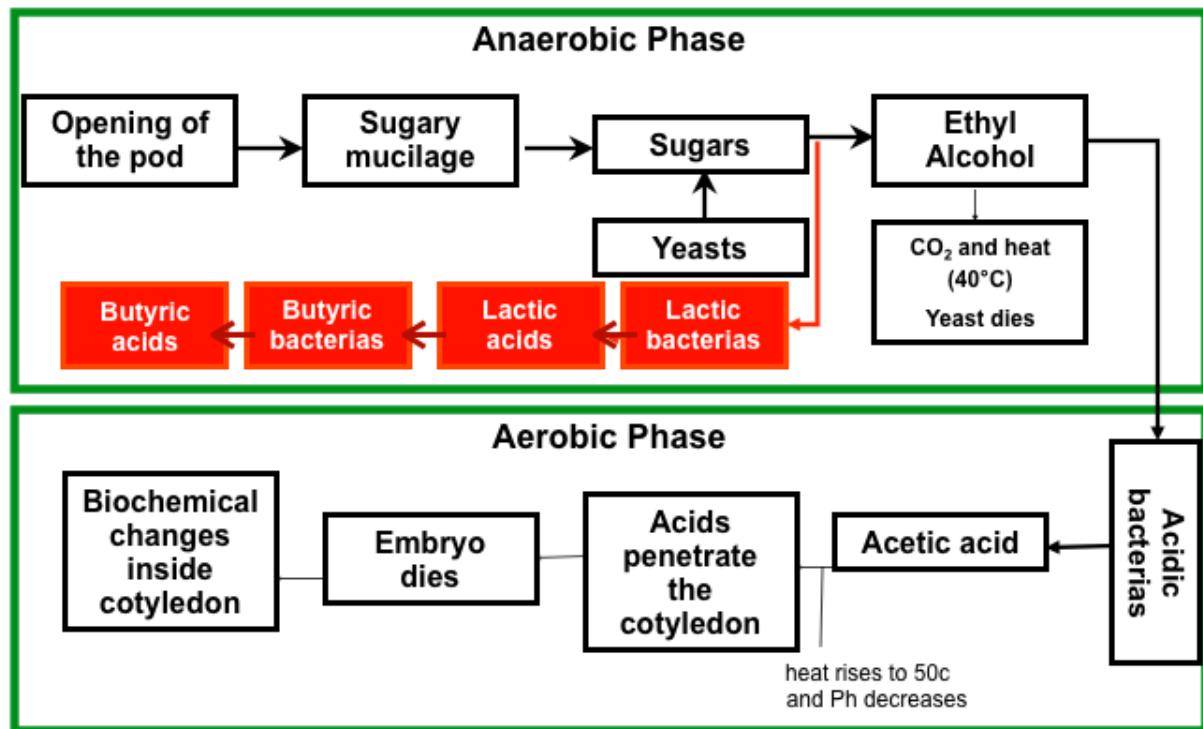 Anaerobic Phase
Opening of
the pod
Sugary
mucilage
Sugars
Ethyl
Alcohol
Yeasts
CO₂ and heat
(40°C)
Yeast dies
Butyric
acids
Butyric
bacterias
Lactic
acids
Lactic
bacterias
Aerobic Phase
Biochemical
changes
inside
cotyledon
Embryo
dies
Acids
penetrate
the
cotyledon
Acetic acid
Acidic
bacterias
heat rises to 50c
and Ph decreases